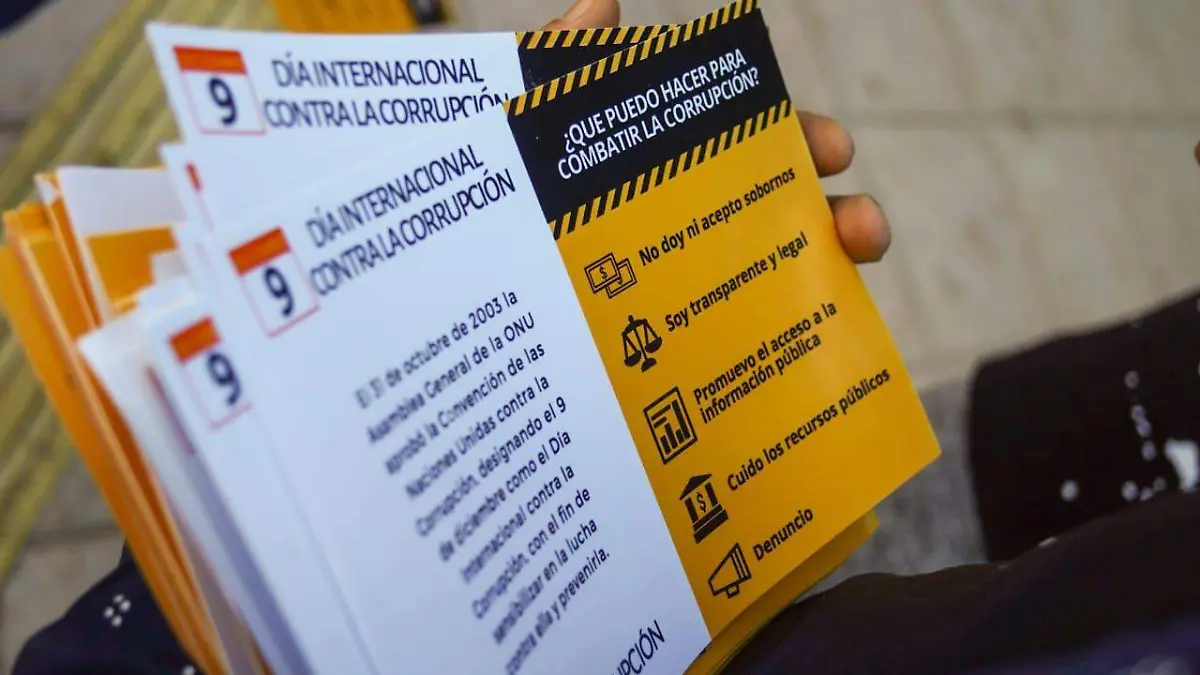 9
DÍA INTERNACIONAL
CONTRA LA CORRUPCIÓN
9
DÍA INTERNACIONAL
CONTRA LA CORRUPCIÓN
El 31 de octubre de 2003 la
Asamblea General de la ONU
aprobó la Convención de las
Naciones Unidas contra la
Corrupción, designando el 9
de diciembre como el Día
Internacional contra la
Corrupción, con el fin de
sensibilizar en la lucha
contra ella y prevenirla.
9
¿QUE PUEDO HACER PARA
COMBATIR LA CORRUPCIÓN?
No doy ni acepto sobornos
Soy transparente y legal
Promuevo el acceso a la
información pública
Cuido los recursos públicos
Denuncio